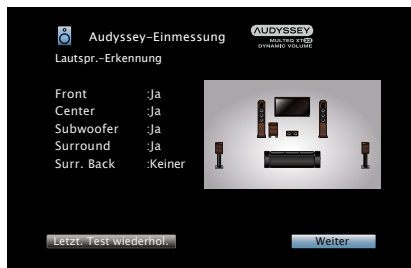 Audyssey-Einmessung
AUDYSSEY
MULTEQ XT32
DYNAMIC VOLUME
Lautspr.-Erkennung
Front :Ja
Center :Ja
Subwoofer :Ja
Surround :Ja
Surr. Back :Keiner
Letzt. Test wiederhol.
Weiter